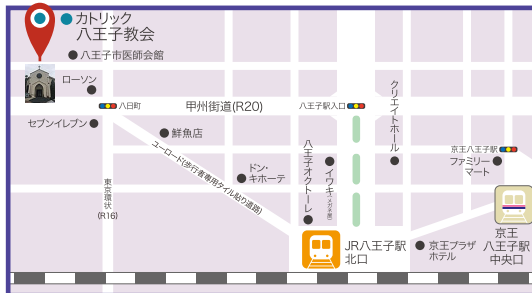 カトリック
八王子教会
八王子市医師会館
ローソン
八日町
甲州街道(R20)
八王子駅入口
クリエイトホール
セブンイレブン
鮮魚店
京王八王子駅
ファミリー
マート
ユーロード(歩行者専用タイル貼り道路)
ドン・
キホーテ
八王子オクトーレ
イワキ(メガネ屋)
東京環状
(R16)
JR八王子駅
北口
京王プラザ
ホテル
京王
八王子駅
中央口